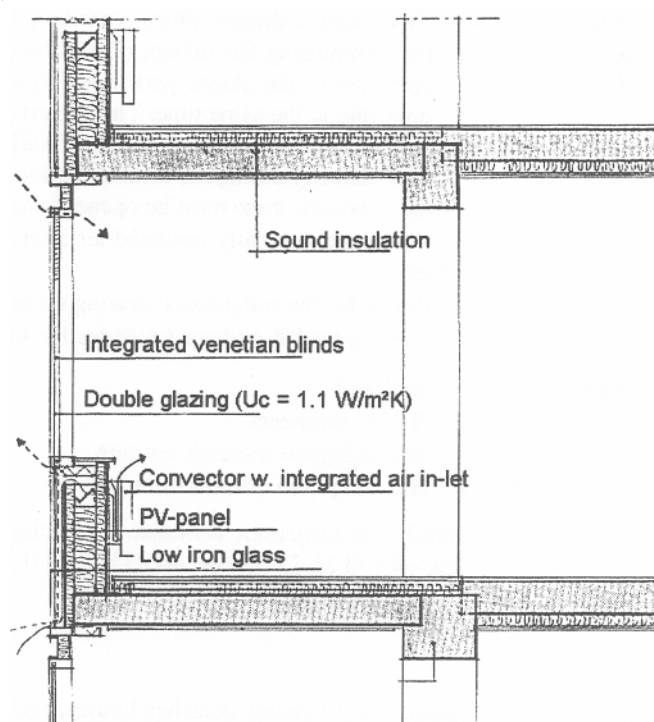 Sound insulation
Integrated venetian blinds
Double glazing (Uc = 1.1 W/m²K)
Convector w. integrated air in-let
PV-panel
Low iron glass